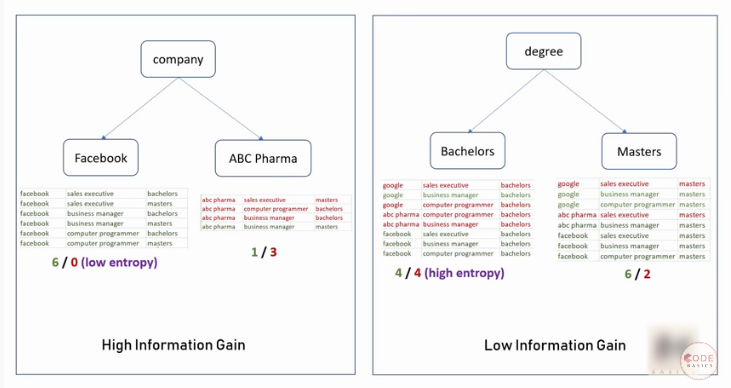 company
Facebook
ABC Pharma
facebook sales executive bachelors
facebook sales executive masters
facebook business manager bachelors
facebook business manager masters
facebook computer programmer bachelors
facebook computer programmer masters
6 / 0 (low entropy)
abc pharma sales executive masters
abc pharma computer programmer bachelors
abc pharma business manager bachelors
abc pharma business manager masters
1 / 3
High Information Gain
degree
Bachelors
Masters
google sales executive bachelors
google business manager bachelors
google computer programmer bachelors
abc pharma computer programmer bachelors
abc pharma business manager bachelors
facebook sales executive bachelors
facebook business manager bachelors
facebook computer programmer bachelors
4 / 4 (high entropy)
google sales executive masters
google business manager masters
google computer programmer masters
abc pharma sales executive masters
abc pharma business manager masters
facebook sales executive masters
facebook business manager masters
facebook computer programmer masters
6 / 2
Low Information Gain
CODE
BASICS